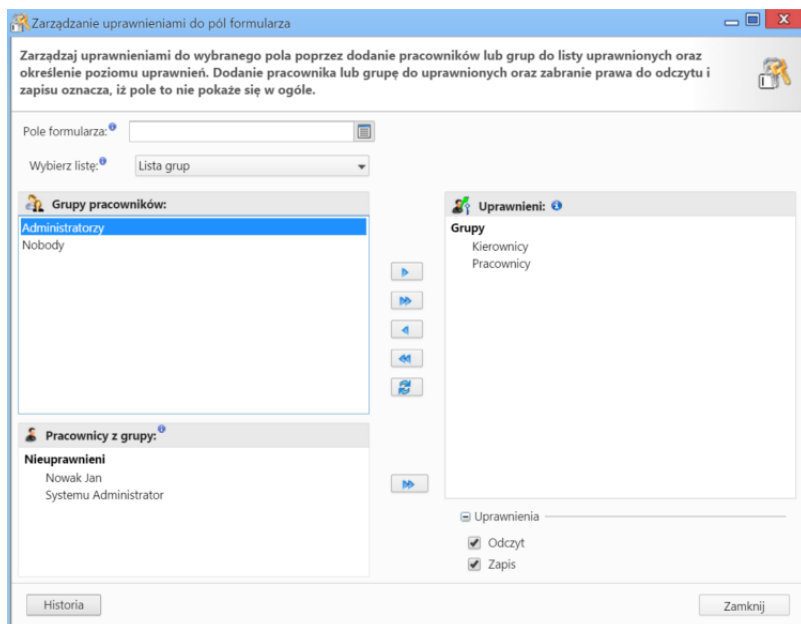 Zarządzanie uprawnieniami do pól formularza
Zarządzaj uprawnieniami do wybranego pola poprzez dodanie pracowników lub grup do listy uprawnionych oraz
określenie poziomu uprawnień. Dodanie pracownika lub grupę do uprawnionych oraz zabranie prawa do odczytu i
zapisu oznacza, iż pole to nie pokaże się w ogóle.
Pole formularza:
Wybierz listę:
Lista grup
Grupy pracowników:
Administratorzy
Nobody
Uprawnieni:
Grupy
Kierownicy
Pracownicy
Pracownicy z grupy:
Nieuprawnieni
Nowak Jan
Systemu Administrator
Uprawnienia
Odczyt
Zapis
Historia
Zamknij